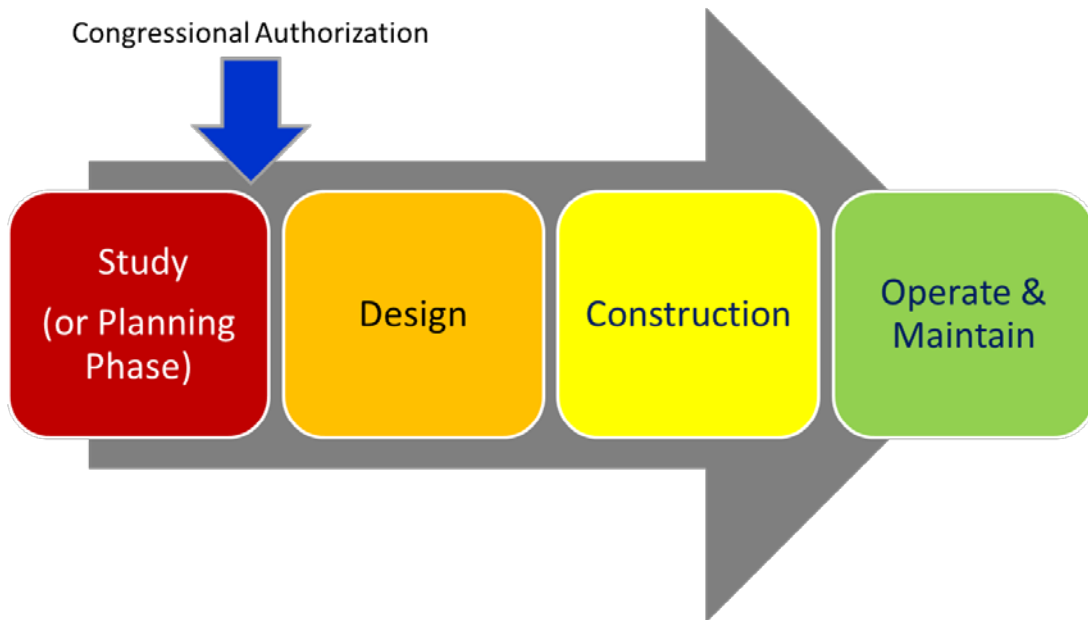 Congressional Authorization
Study
(or Planning
Phase)
Design
Construction
Operate &
Maintain